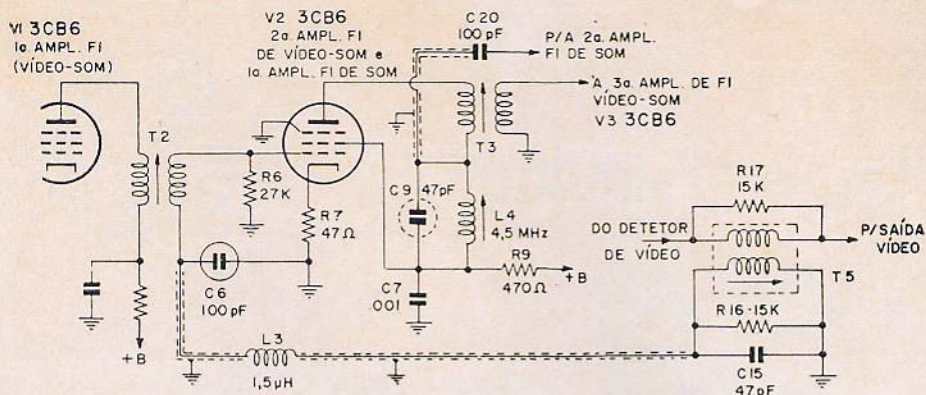 V1 3CB6
1a. AMPL. FI
(VÍDEO-SOM)
V2 3CB6
2a. AMPL. FI
DE VÍDEO-SOM e
1a. AMPL. FI DE SOM
C20
100 pF
P/A 2a. AMPL.
FI DE SOM
A 3a. AMPL. DE FI
VÍDEO-SOM
V3 3CB6
T2
T3
R6
27K
R7
47Ω
C9 47pF
L4
4,5 MHz
R9
470Ω
+B
C7
.001
C6
100pF
+B
L3
1,5μH
R17
15K
DO DETETOR
DE VÍDEO
P/SAÍDA
VÍDEO
T5
R16-15K
C15
47pF